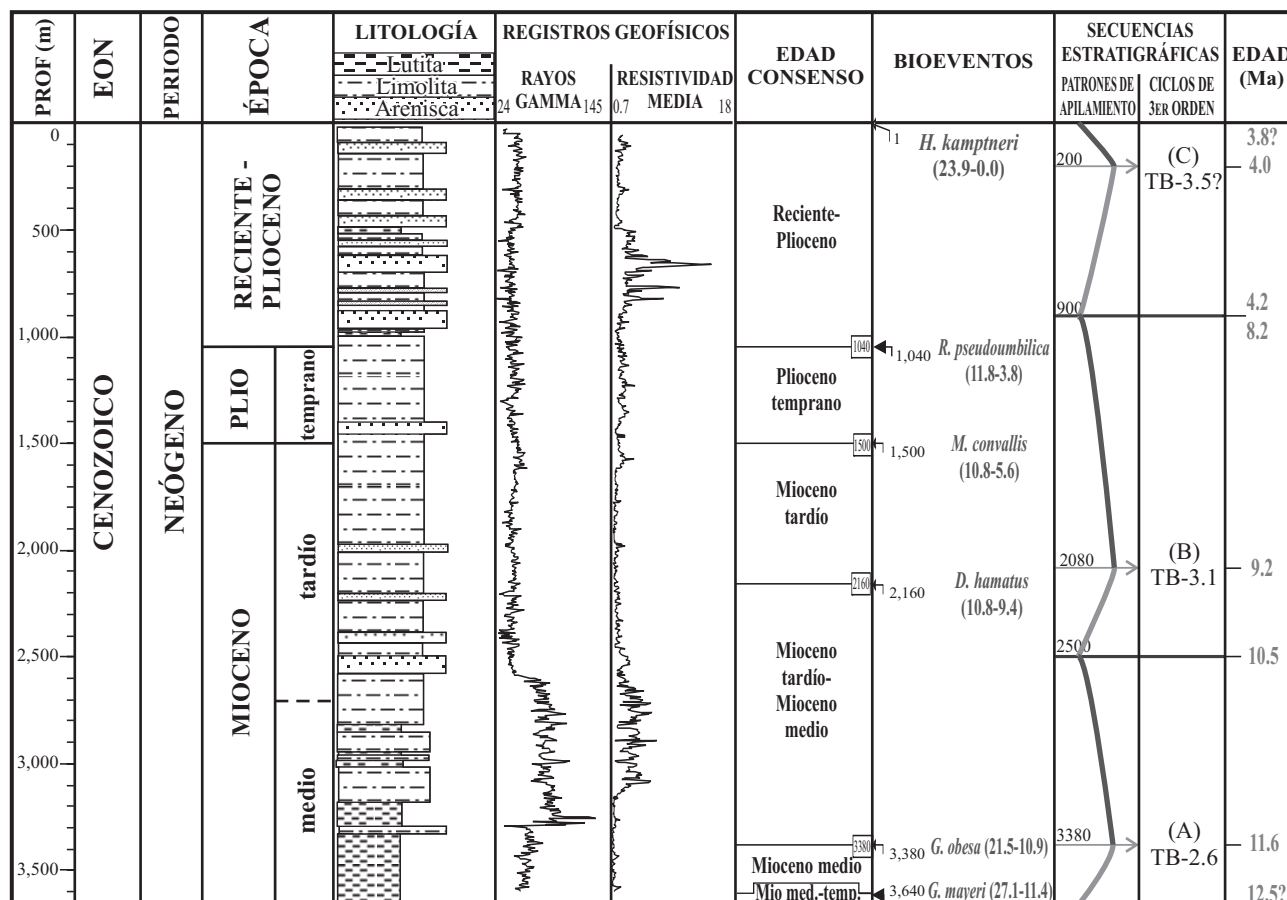 PROF (m)
EON
PERIODO
ÉPOCA
LITOLOGÍA
Lutita
Limolita
Arenisca
REGISTROS GEOFÍSICOS
RAYOS
GAMMA
24
145
RESISTIVIDAD
MEDIA
0.7
18
EDAD
CONSENSO
BIOEVENTOS
SECUENCIAS
ESTRATIGRÁFICAS
PATRONES DE
APILAMIENTO
CICLOS DE
3ER ORDEN
EDAD
(Ma)
0
500
1,000
1,500
2,000
2,500
3,000
3,500
CENOZOICO
NEÓGENO
RECIENTE -
PLIOCENO
PLIO
temprano
MIOCENO
tardío
medio
Reciente-
Plioceno
1040
Plioceno
temprano
1500
Mioceno
tardío
2160
Mioceno
tardío-
Mioceno
medio
3380
Mioceno medio
Mio med.-temp.
1
H. kamptneri
(23.9-0.0)
1,040
R. pseudoumbilica
(11.8-3.8)
1,500
M. convallis
(10.8-5.6)
2,160
D. hamatus
(10.8-9.4)
3,380 G. obesa (21.5-10.9)
3,640 G. mayeri (27.1-11.4)
200
900
2080
2500
3380
(C)
TB-3.5?
(B)
TB-3.1
(A)
TB-2.6
3.8?
4.0
4.2
8.2
9.2
10.5
11.6
12.5?